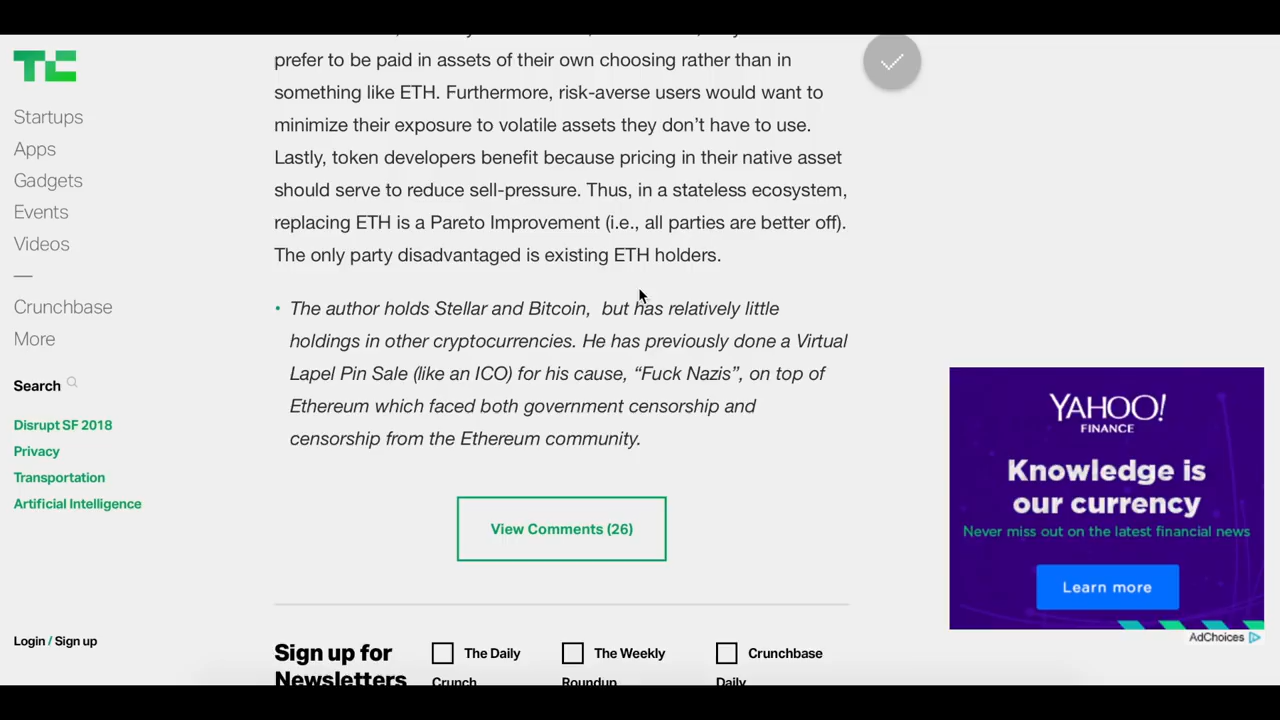 TC
Startups
Apps
Gadgets
Events
Videos
—
Crunchbase
More
Search
Disrupt SF 2018
Privacy
Transportation
Artificial Intelligence
Login / Sign up
prefer to be paid in assets of their own choosing rather than in
something like ETH. Furthermore, risk-averse users would want to
minimize their exposure to volatile assets they don’t have to use.
Lastly, token developers benefit because pricing in their native asset
should serve to reduce sell-pressure. Thus, in a stateless ecosystem,
replacing ETH is a Pareto Improvement (i.e., all parties are better off).
The only party disadvantaged is existing ETH holders.
• The author holds Stellar and Bitcoin,  but has relatively little
holdings in other cryptocurrencies. He has previously done a Virtual
Lapel Pin Sale (like an ICO) for his cause, “Fuck Nazis”, on top of
Ethereum which faced both government censorship and
censorship from the Ethereum community.
View Comments (26)
Sign up for
Newsletters
The Daily
Crunch
The Weekly
Roundup
Crunchbase
Daily
YAHOO!
FINANCE
Knowledge is
our currency
Never miss out on the latest financial news
Learn more
AdChoices